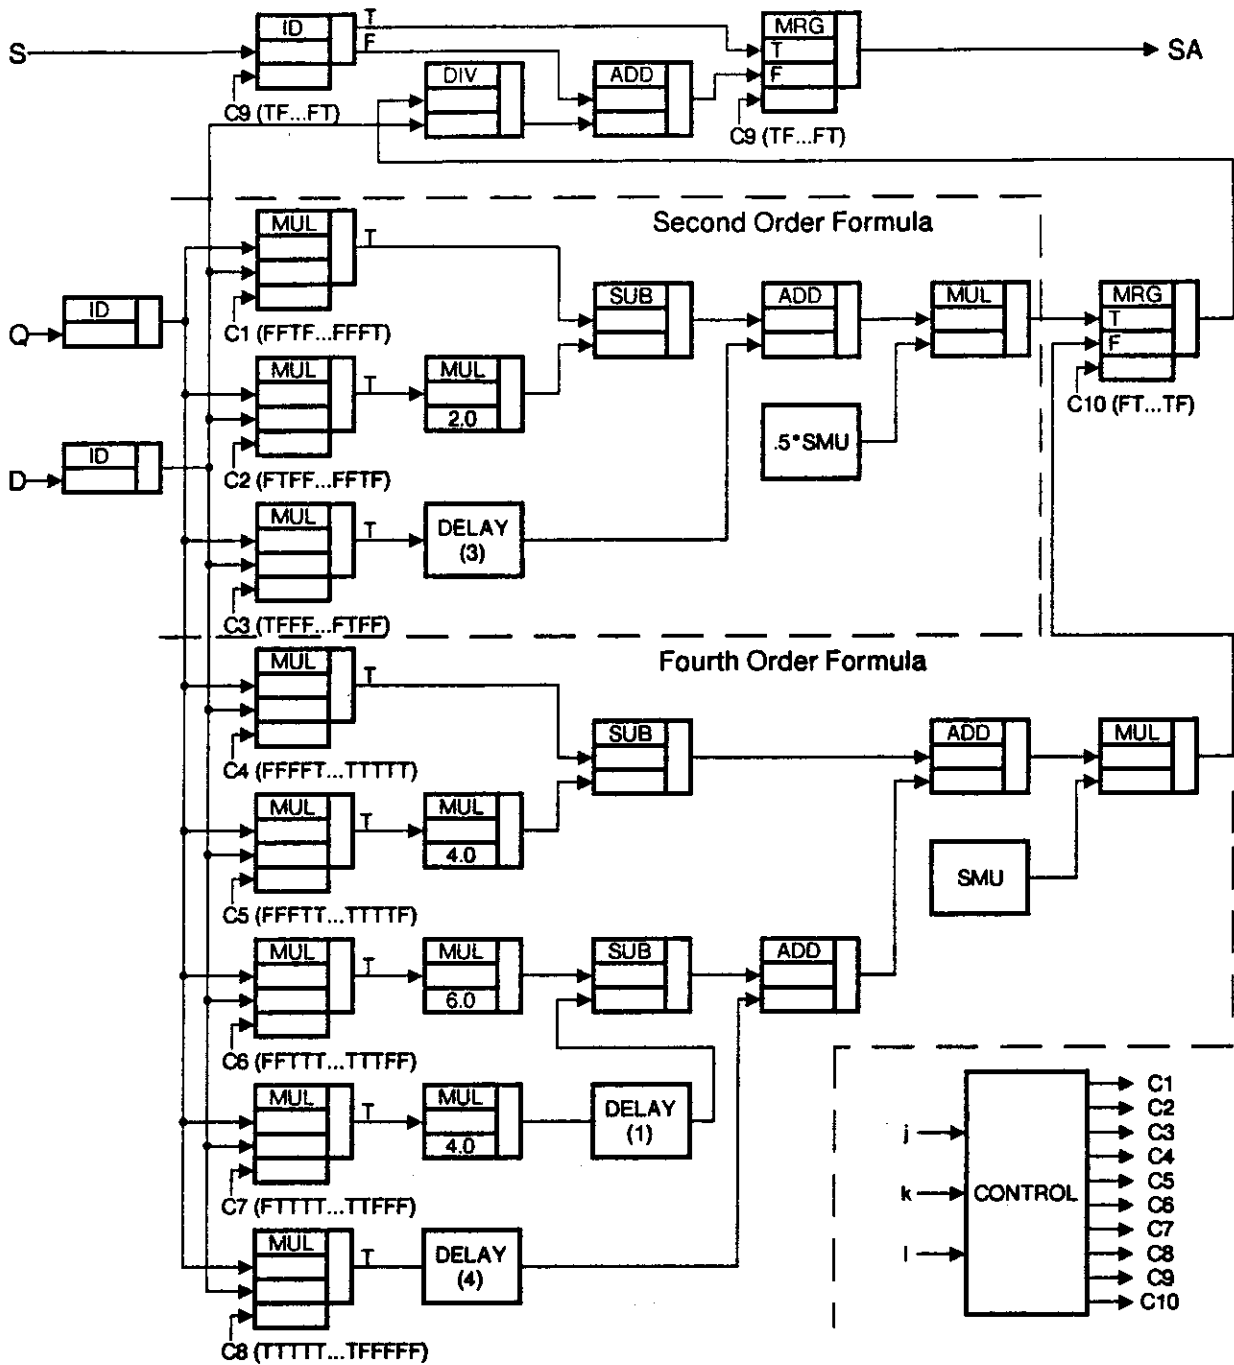 ID T MRG
S F T SA
F
DIV ADD
C9 (TF...FT) C9 (TF...FT)
Second Order Formula
MUL T
SUB ADD MUL MRG
ID T
Q F
C1 (FFTF...FFFT)
MUL T MUL
2.0 C10 (FT...TF)
.5*SMU
ID
D C2 (FTFF...FFTF)
MUL T DELAY
(3)
C3 (TFFF...FTFF)
Fourth Order Formula
MUL T
SUB ADD MUL
C4 (FFFFT...TTTTT)
MUL T MUL
4.0
SMU
C5 (FFFTT...TTTTF)
MUL T MUL SUB ADD
6.0
C6 (FFTTT...TTTFF)
MUL T MUL DELAY
4.0 (1)
C7 (FTTTT...TTFFF)
MUL T DELAY
(4)
C8 (TTTTT...TFFFFF)
C1
C2
j C3
C4
C5
k CONTROL C6
C7
l C8
C9
C10